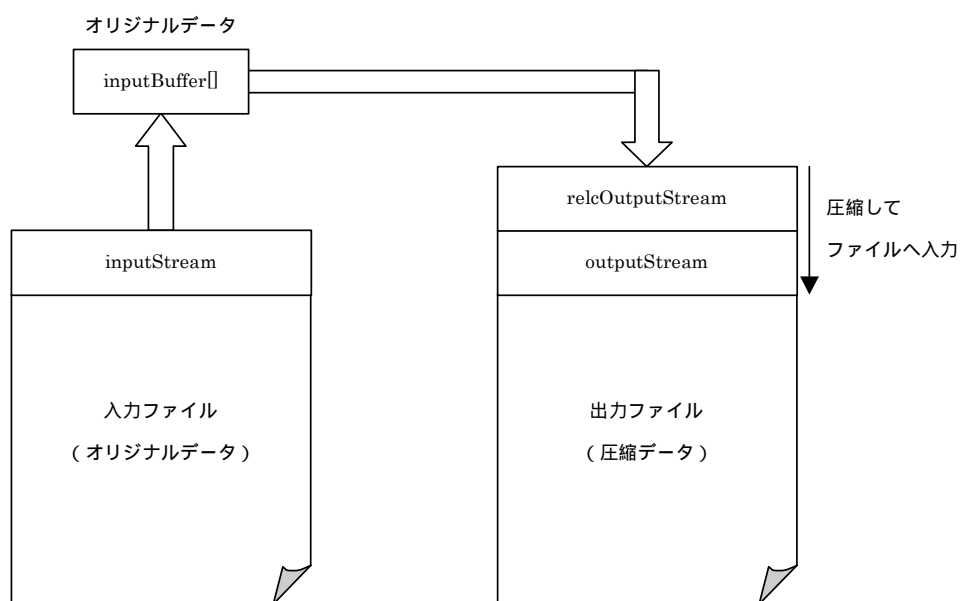 オリジナルデータ
inputBuffer[]
relcOutputStream
圧縮して
ファイルへ入力
inputStream
outputStream
入力ファイル
(オリジナルデータ)
出力ファイル
(圧縮データ)